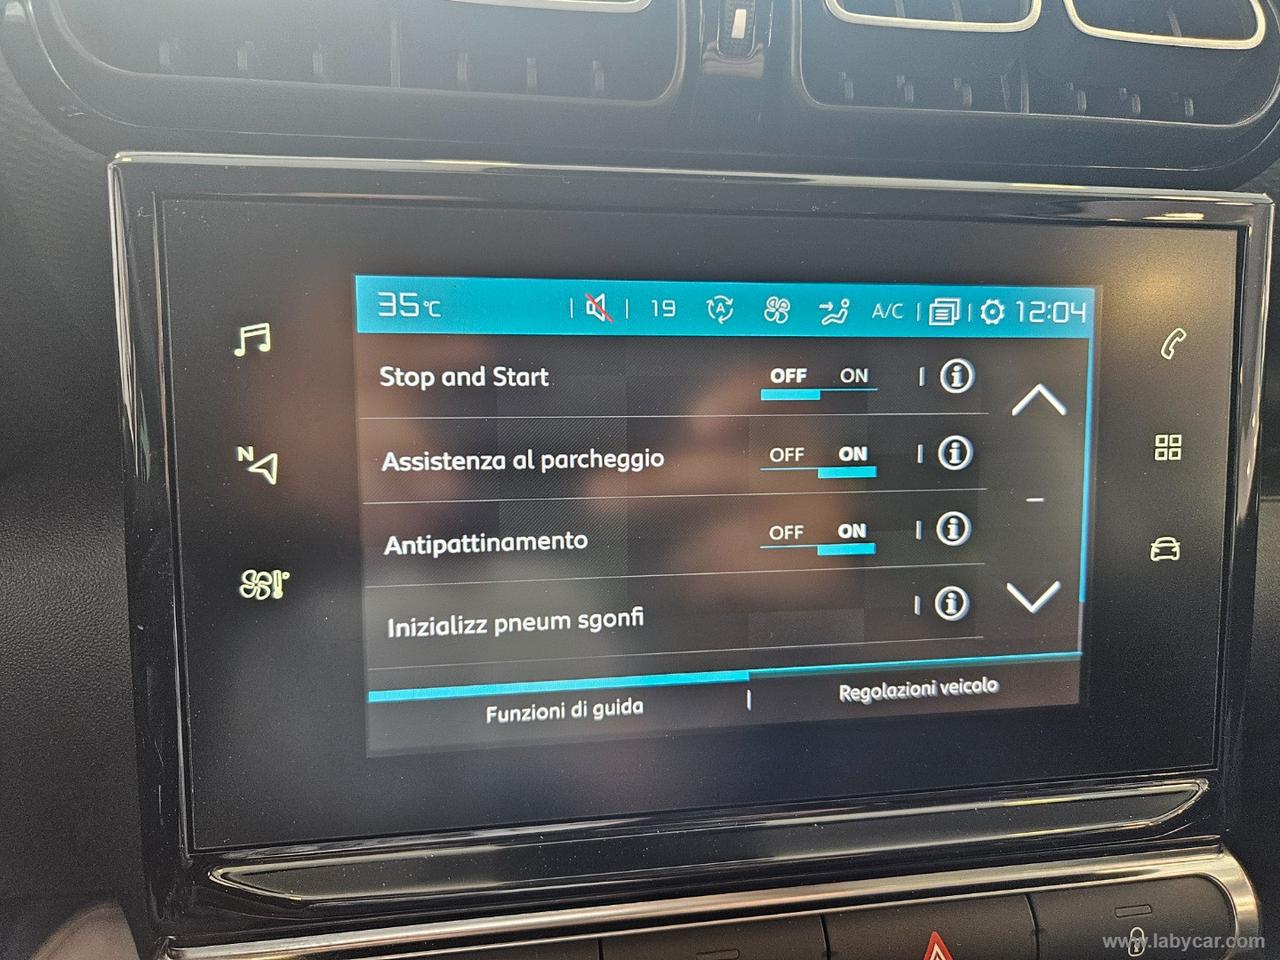 35°C 19 A A/C 12:04
Stop and Start OFF ON
Assistenza al parcheggio OFF ON
Antipattinamento OFF ON
Inizializz pneum sgonfi
Funzioni di guida Regolazioni veicolo
N
www.labycar.com